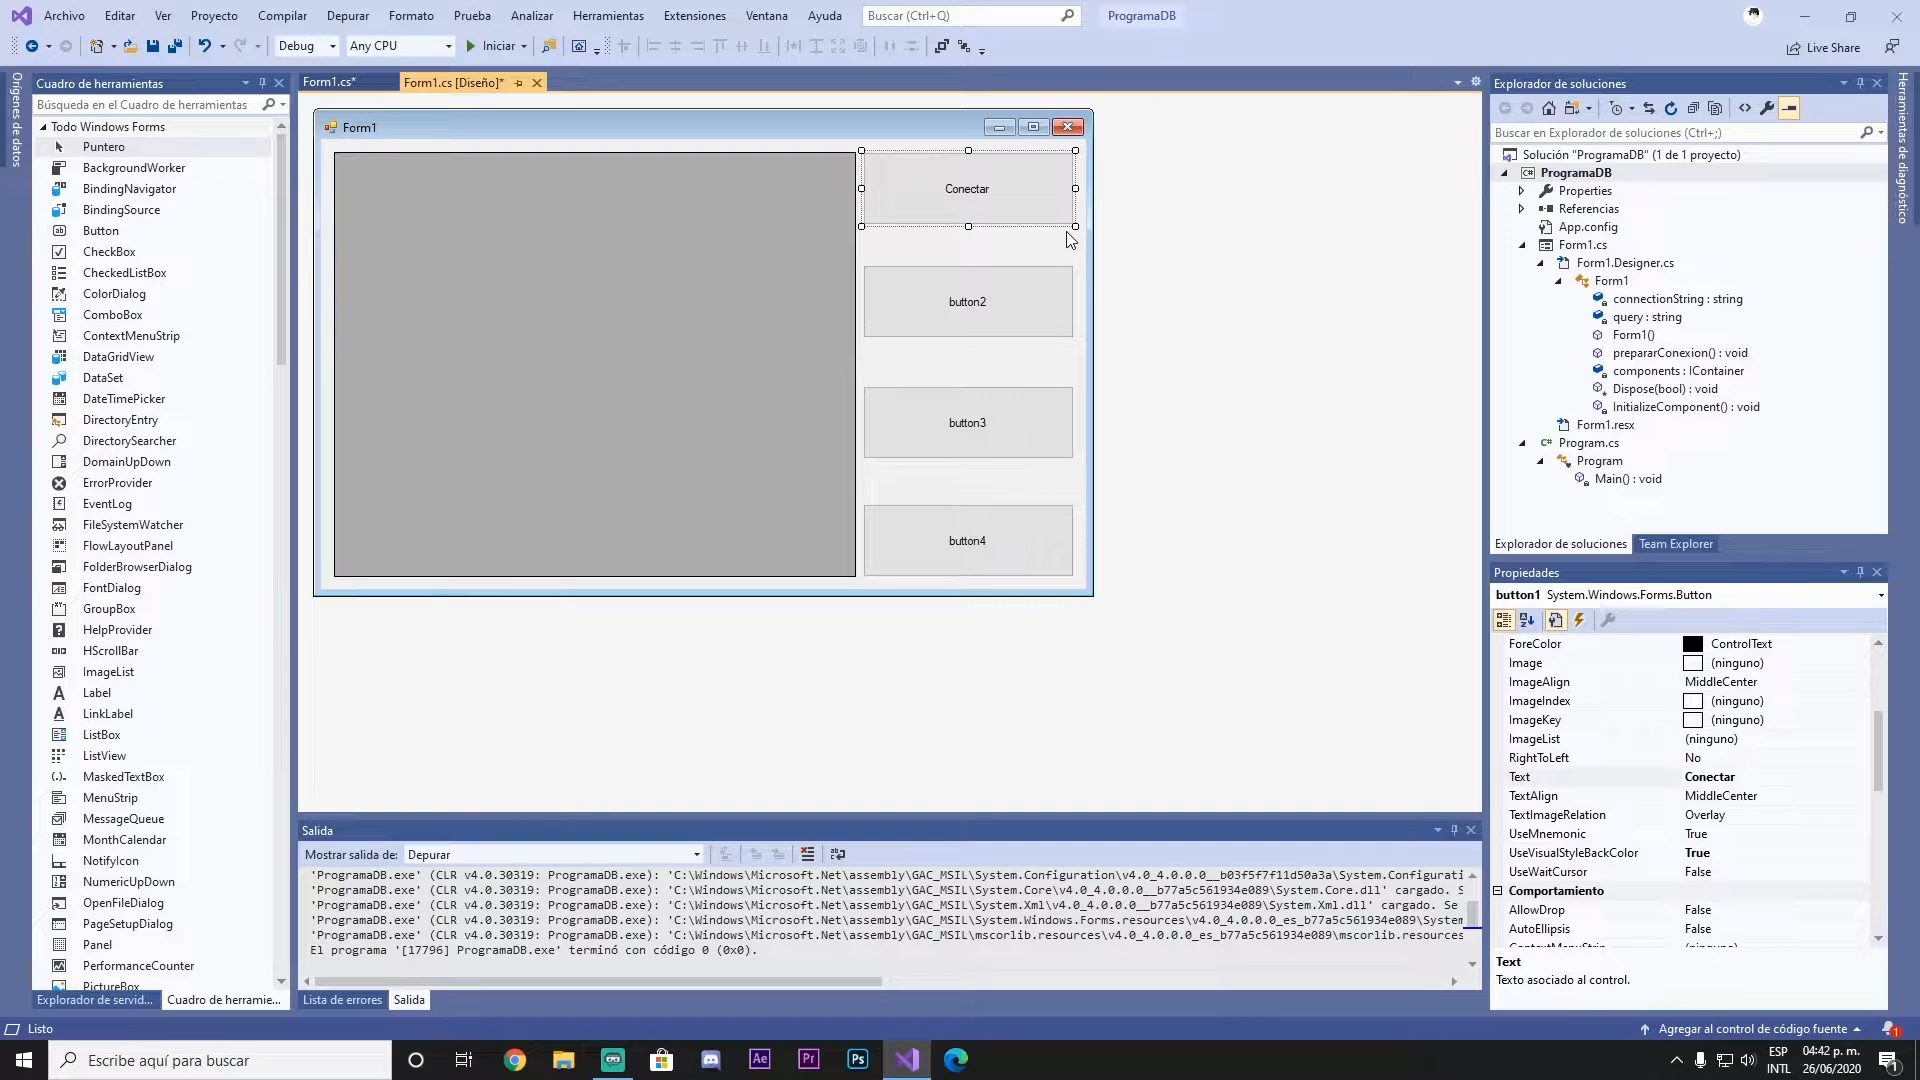 Archivo Editar Ver Proyecto Compilar Depurar Formato Prueba Analizar Herramientas Extensiones Ventana Ayuda Buscar (Ctrl+Q) ProgramaDB
Debug Any CPU Iniciar Live Share
Orígenes de datos
Cuadro de herramientas
Búsqueda en el Cuadro de herramientas
Todo Windows Forms
Puntero
BackgroundWorker
BindingNavigator
BindingSource
Button
CheckBox
CheckedListBox
ColorDialog
ComboBox
ContextMenuStrip
DataGridView
DataSet
DateTimePicker
DirectoryEntry
DirectorySearcher
DomainUpDown
ErrorProvider
EventLog
FileSystemWatcher
FlowLayoutPanel
FolderBrowserDialog
FontDialog
GroupBox
HelpProvider
HScrollBar
ImageList
Label
LinkLabel
ListBox
ListView
MaskedTextBox
MenuStrip
MessageQueue
MonthCalendar
NotifyIcon
NumericUpDown
OpenFileDialog
PageSetupDialog
Panel
PerformanceCounter
PictureBox
Explorador de servid... Cuadro de herramie...
Form1.cs* Form1.cs [Diseño]*
Form1
Conectar
button2
button3
button4
Salida
Mostrar salida de: Depurar
'ProgramaDB.exe' (CLR v4.0.30319: ProgramaDB.exe): 'C:\Windows\Microsoft.Net\assembly\GAC_MSIL\System.Configuration\v4.0_4.0.0.0__b03f5f7f11d50a3a\System.Configurati
'ProgramaDB.exe' (CLR v4.0.30319: ProgramaDB.exe): 'C:\Windows\Microsoft.Net\assembly\GAC_MSIL\System.Core\v4.0_4.0.0.0__b77a5c561934e089\System.Core.dll' cargado. S
'ProgramaDB.exe' (CLR v4.0.30319: ProgramaDB.exe): 'C:\Windows\Microsoft.Net\assembly\GAC_MSIL\System.Xml\v4.0_4.0.0.0__b77a5c561934e089\System.Xml.dll' cargado. Se
'ProgramaDB.exe' (CLR v4.0.30319: ProgramaDB.exe): 'C:\Windows\Microsoft.Net\assembly\GAC_MSIL\System.Windows.Forms.resources\v4.0_4.0.0.0_es_b77a5c561934e089\System
'ProgramaDB.exe' (CLR v4.0.30319: ProgramaDB.exe): 'C:\Windows\Microsoft.Net\assembly\GAC_MSIL\mscorlib.resources\v4.0_4.0.0.0_es_b77a5c561934e089\mscorlib.resources
El programa '[17796] ProgramaDB.exe' terminó con código 0 (0x0).
Lista de errores Salida
Explorador de soluciones
Buscar en Explorador de soluciones (Ctrl+;)
Solución "ProgramaDB" (1 de 1 proyecto)
ProgramaDB
Properties
Referencias
App.config
Form1.cs
Form1.Designer.cs
Form1
connectionString : string
query : string
Form1()
prepararConexion() : void
components : IContainer
Dispose(bool) : void
InitializeComponent() : void
Form1.resx
Program.cs
Program
Main() : void
Explorador de soluciones Team Explorer
Herramientas de diagnóstico
Propiedades
button1 System.Windows.Forms.Button
ForeColor ControlText
Image (ninguno)
ImageAlign MiddleCenter
ImageIndex (ninguno)
ImageKey (ninguno)
ImageList (ninguno)
RightToLeft No
Text Conectar
TextAlign MiddleCenter
TextImageRelation Overlay
UseMnemonic True
UseVisualStyleBackColor True
UseWaitCursor False
Comportamiento
AllowDrop False
AutoEllipsis False
ContextMenuStrip (ninguno)
Text
Texto asociado al control.
Listo Agregar al control de código fuente 1
Escribe aquí para buscar Ae Pr Ps ESP INTL 04:42 p. m. 26/06/2020 1